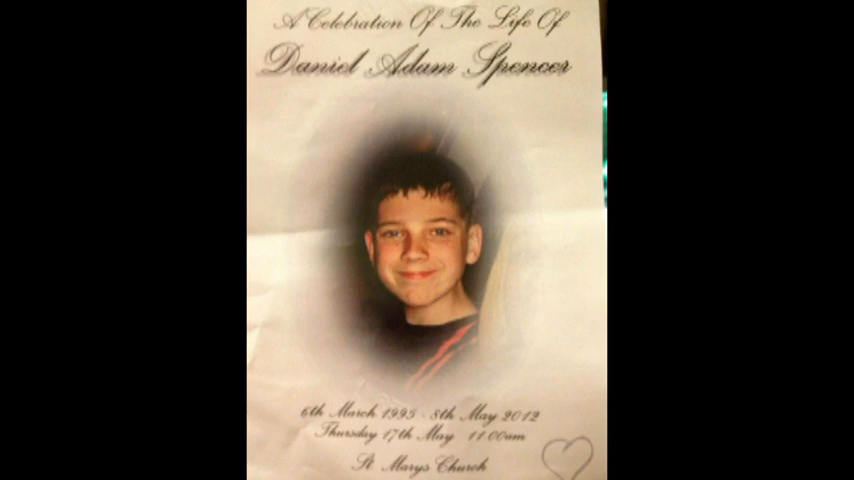 A Celebration Of The Life Of
Daniel Adam Spencer
6th March 1995 - 8th May 2012
Thursday 17th May 11.00am
St. Marys Church